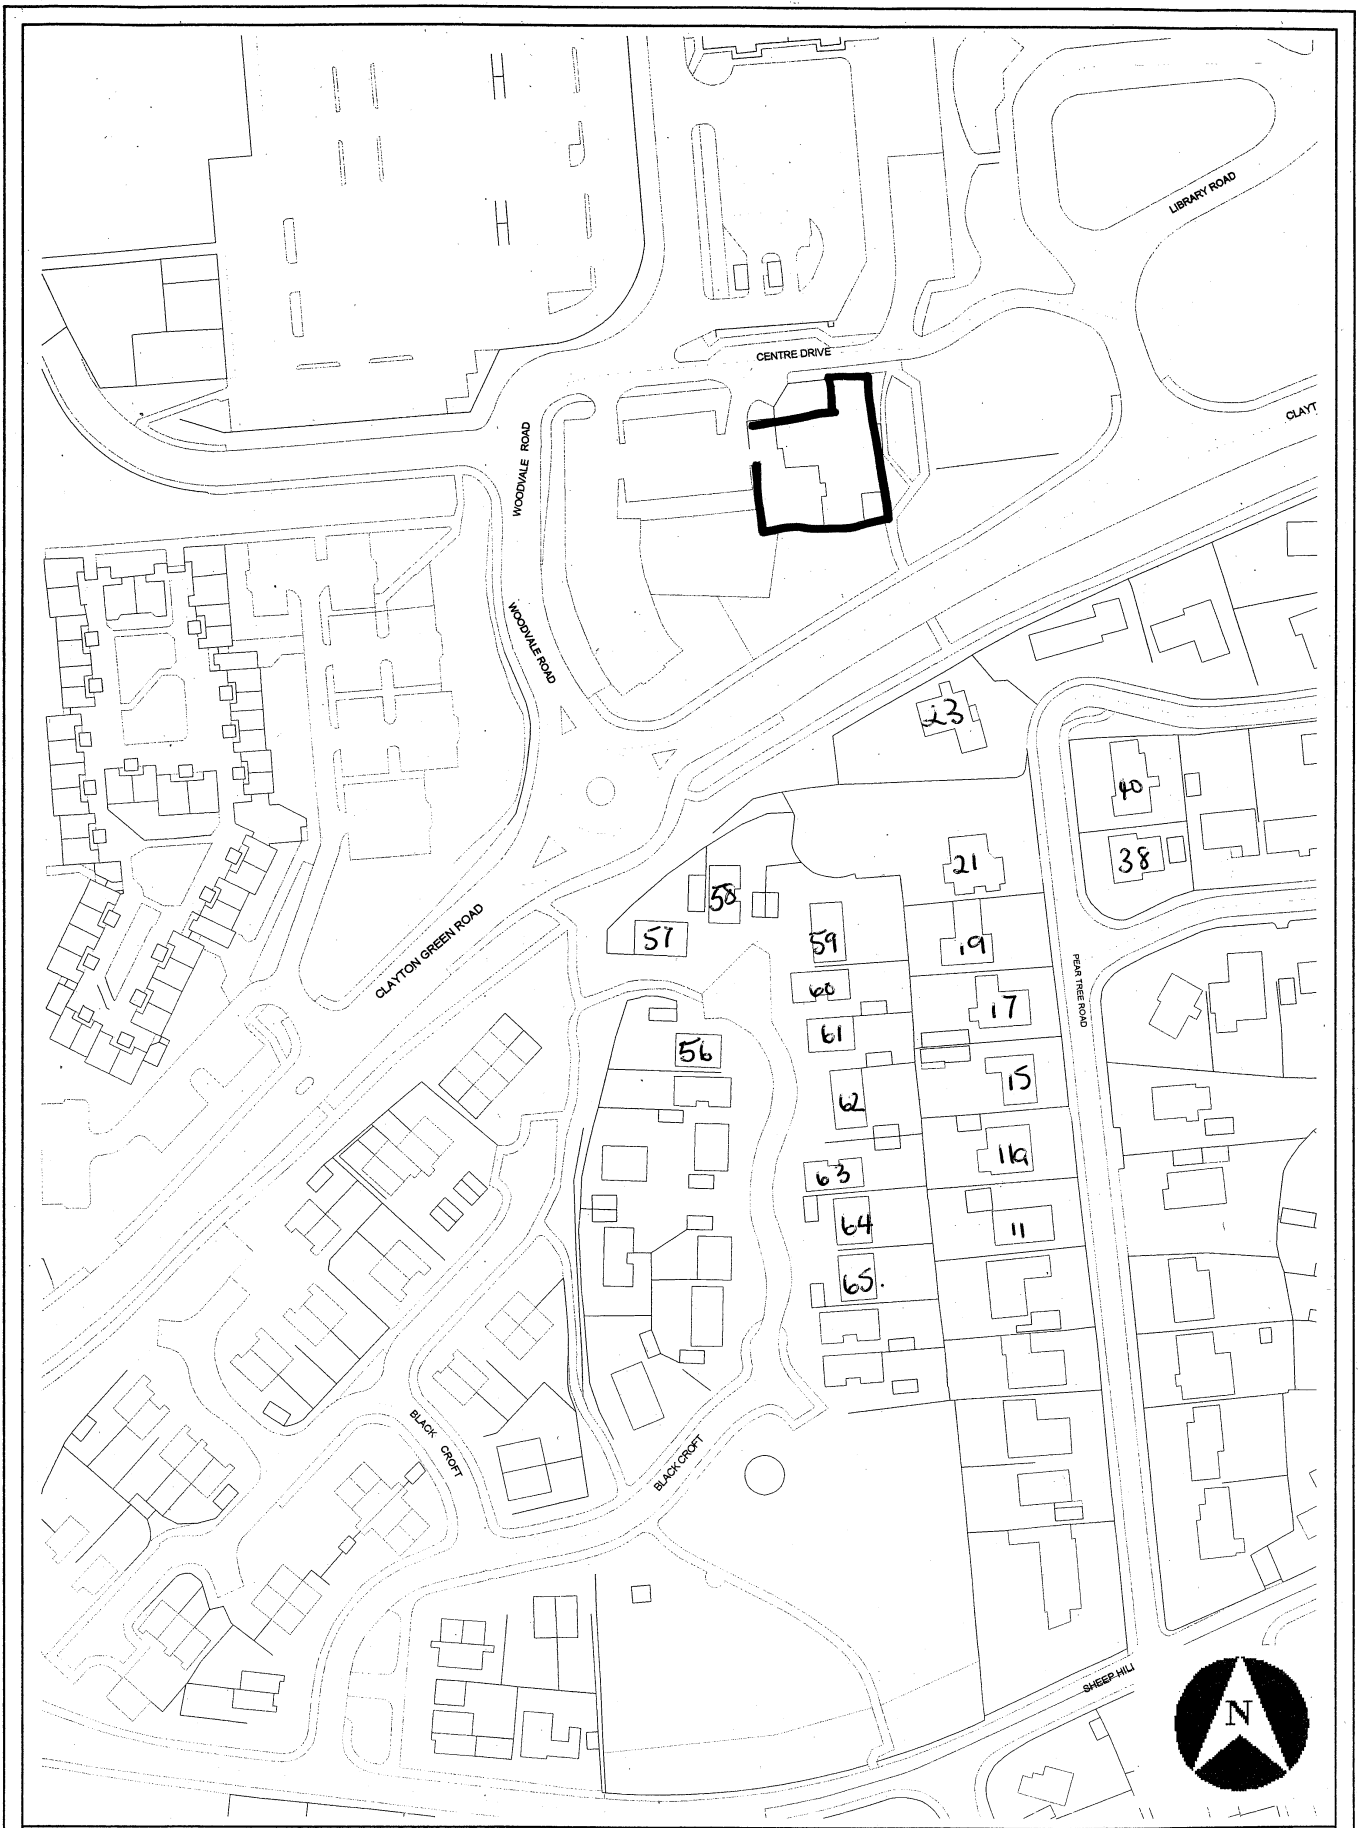 LIBRARY ROAD
CENTRE DRIVE
CLAYT
WOODVALE ROAD
WOODVALE ROAD
23
40
38
21
58
57
59
19
CLAYTON GREEN ROAD
60
17
PEAR TREE ROAD
61
56
15
62
11a
63
64
11
65.
BLACK CROFT
BLACK CROFT
SHEEP HILL
N